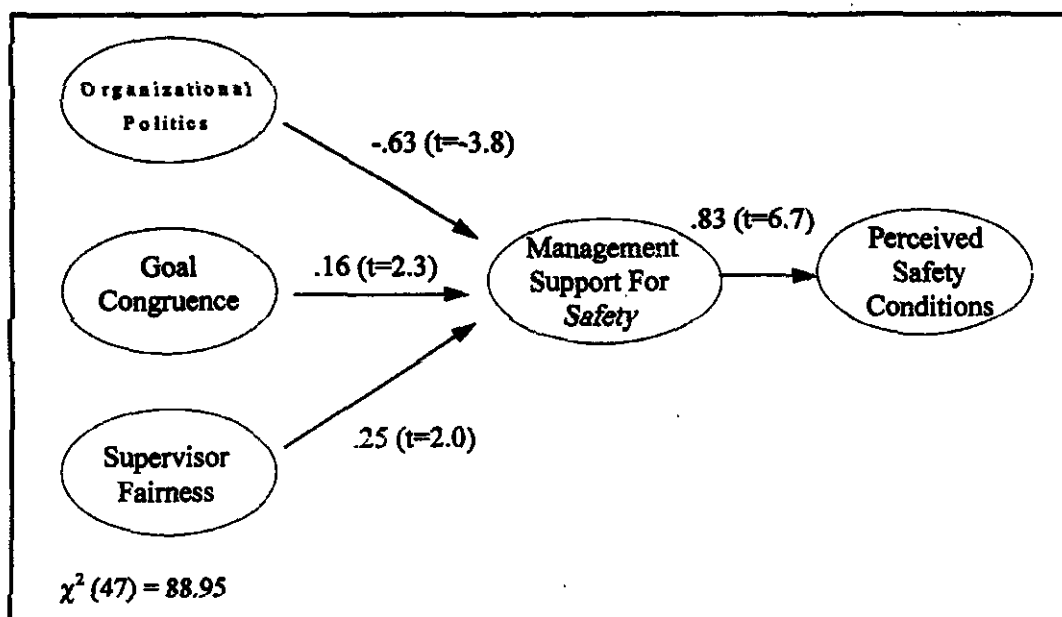 Organizational
Politics
-.63 (t=-3.8)
Goal
Congruence
.16 (t=2.3)
Management
Support For
Safety
.83 (t=6.7)
Perceived
Safety
Conditions
Supervisor
Fairness
.25 (t=2.0)
χ² (47) = 88.95